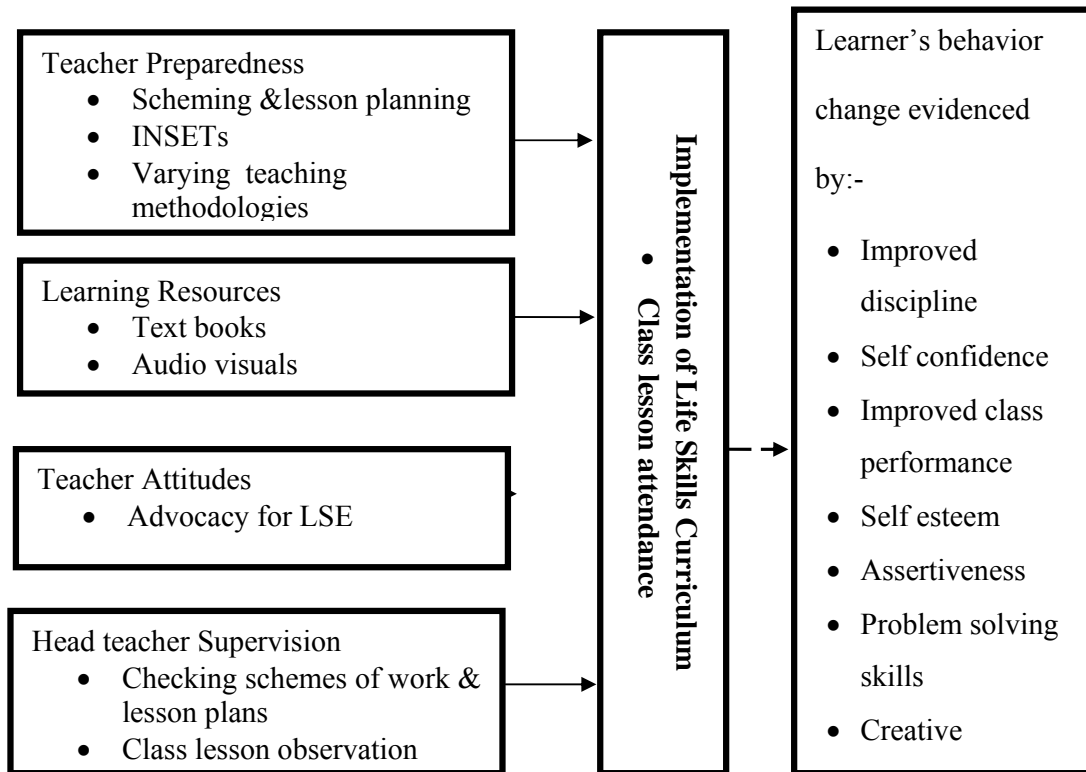 Teacher Preparedness
• Scheming &lesson planning
• INSETs
• Varying teaching
methodologies
Learning Resources
• Text books
• Audio visuals
Teacher Attitudes
• Advocacy for LSE
Head teacher Supervision
• Checking schemes of work &
lesson plans
• Class lesson observation
Implementation of Life Skills Curriculum
• Class lesson attendance
Learner’s behavior
change evidenced
by:-
• Improved
discipline
• Self confidence
• Improved class
performance
• Self esteem
• Assertiveness
• Problem solving
skills
• Creative